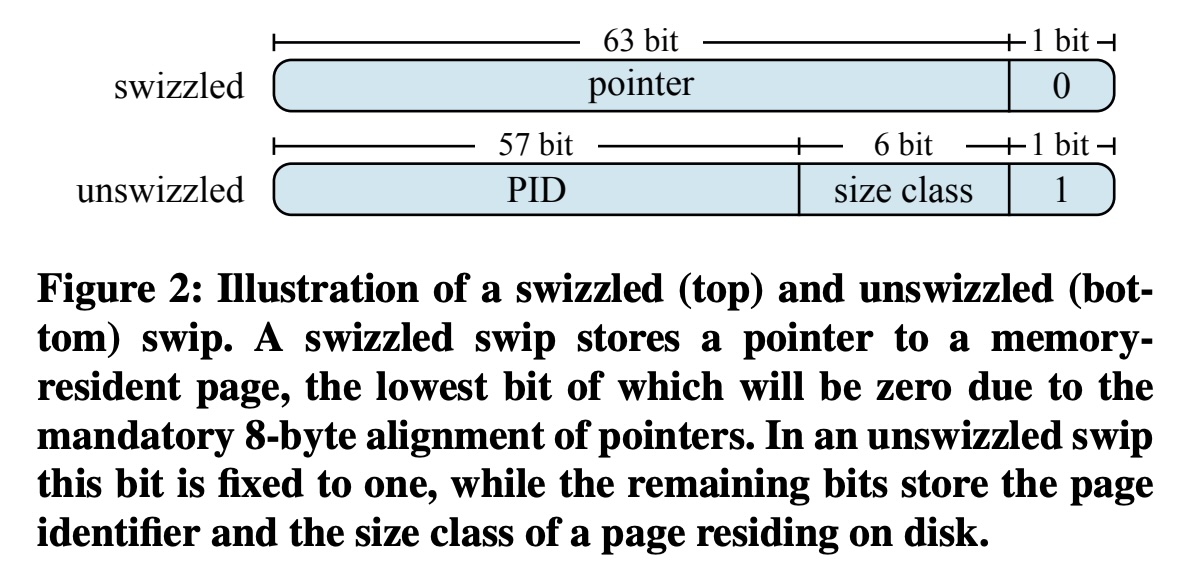 63 bit 1 bit
swizzled pointer 0
57 bit 6 bit 1 bit
unswizzled PID size class 1
Figure 2: Illustration of a swizzled (top) and unswizzled (bot-
tom) swip. A swizzled swip stores a pointer to a memory-
resident page, the lowest bit of which will be zero due to the
mandatory 8-byte alignment of pointers. In an unswizzled swip
this bit is fixed to one, while the remaining bits store the page
identifier and the size class of a page residing on disk.